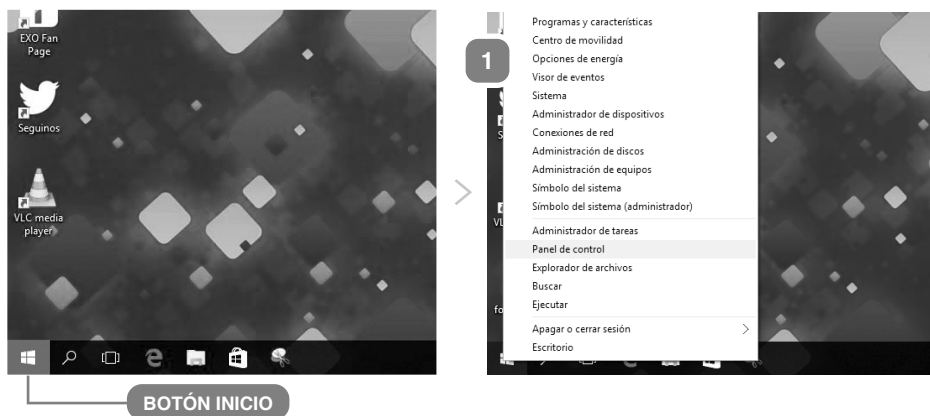 EXO Fan
Page
Seguinos
VLC media
player
BOTÓN INICIO
1
Programas y características
Centro de movilidad
Opciones de energía
Visor de eventos
Sistema
Administrador de dispositivos
Conexiones de red
Administración de discos
Administración de equipos
Símbolo del sistema
Símbolo del sistema (administrador)
Administrador de tareas
Panel de control
Explorador de archivos
Buscar
Ejecutar
Apagar o cerrar sesión
Escritorio